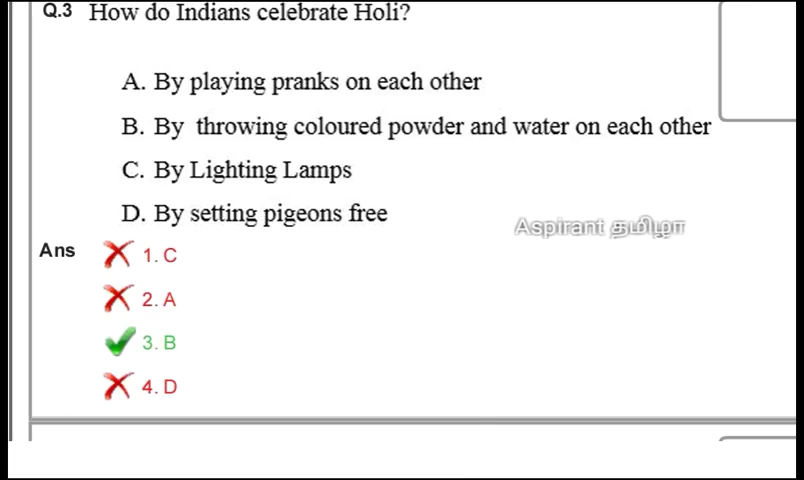 Q.3 How do Indians celebrate Holi?
A. By playing pranks on each other
B. By throwing coloured powder and water on each other
C. By Lighting Lamps
D. By setting pigeons free
Aspirant தமிழா
Ans 1. C
2. A
3. B
4. D